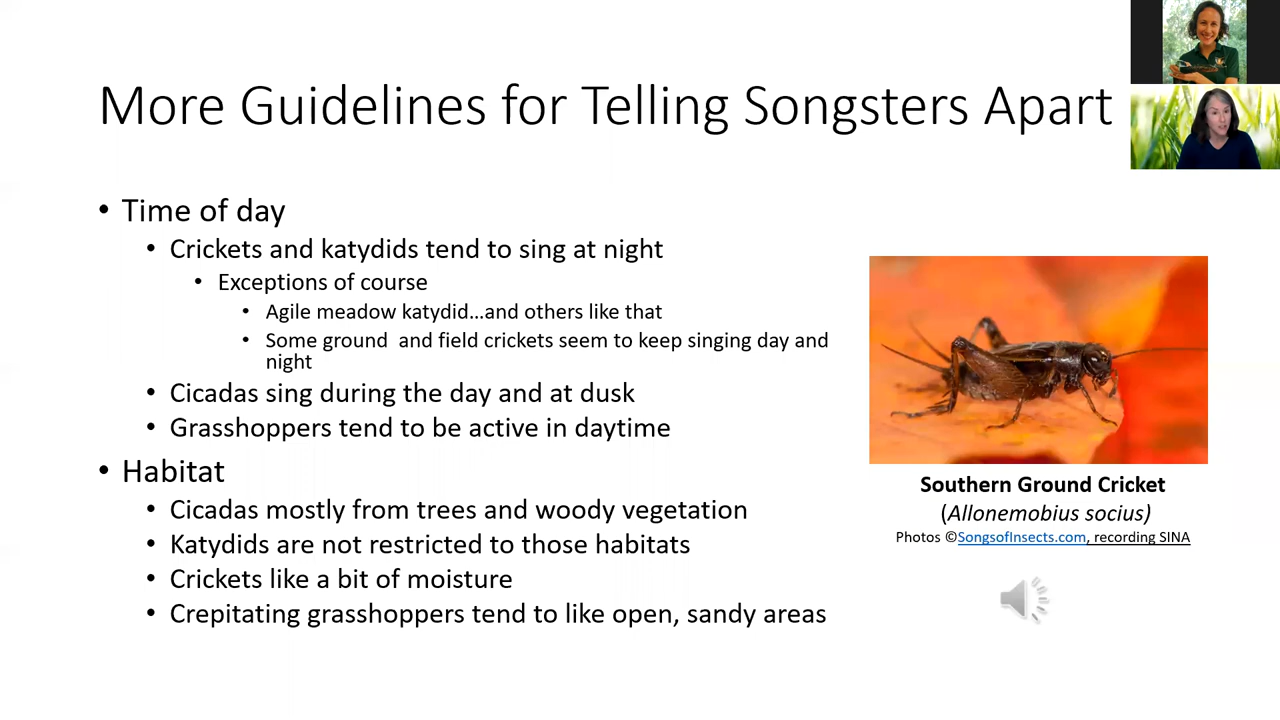 More Guidelines for Telling Songsters Apart
• Time of day
• Crickets and katydids tend to sing at night
• Exceptions of course
• Agile meadow katydid...and others like that
• Some ground  and field crickets seem to keep singing day and
night
• Cicadas sing during the day and at dusk
• Grasshoppers tend to be active in daytime
• Habitat
• Cicadas mostly from trees and woody vegetation
• Katydids are not restricted to those habitats
• Crickets like a bit of moisture
• Crepitating grasshoppers tend to like open, sandy areas
Southern Ground Cricket
(Allonemobius socius)
Photos ©SongsofInsects.com, recording SINA